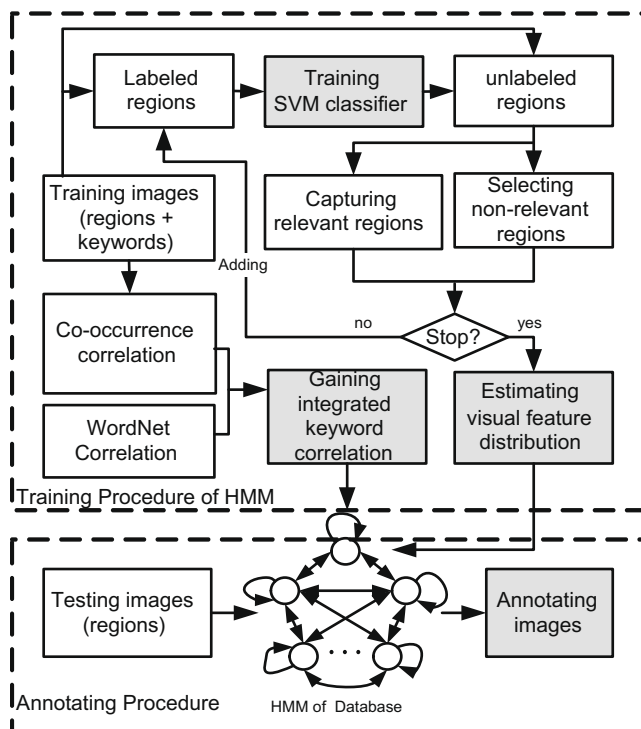 Labeled
regions
Training
SVM classifier
unlabeled
regions
Training images
(regions +
keywords)
Capturing
relevant regions
Selecting
non-relevant
regions
Adding
no
Stop?
yes
Co-occurrence
correlation
WordNet
Correlation
Gaining
integrated
keyword
correlation
Estimating
visual feature
distribution
Training Procedure of HMM
Testing images
(regions)
. . .
Annotating
images
Annotating Procedure
HMM of Database